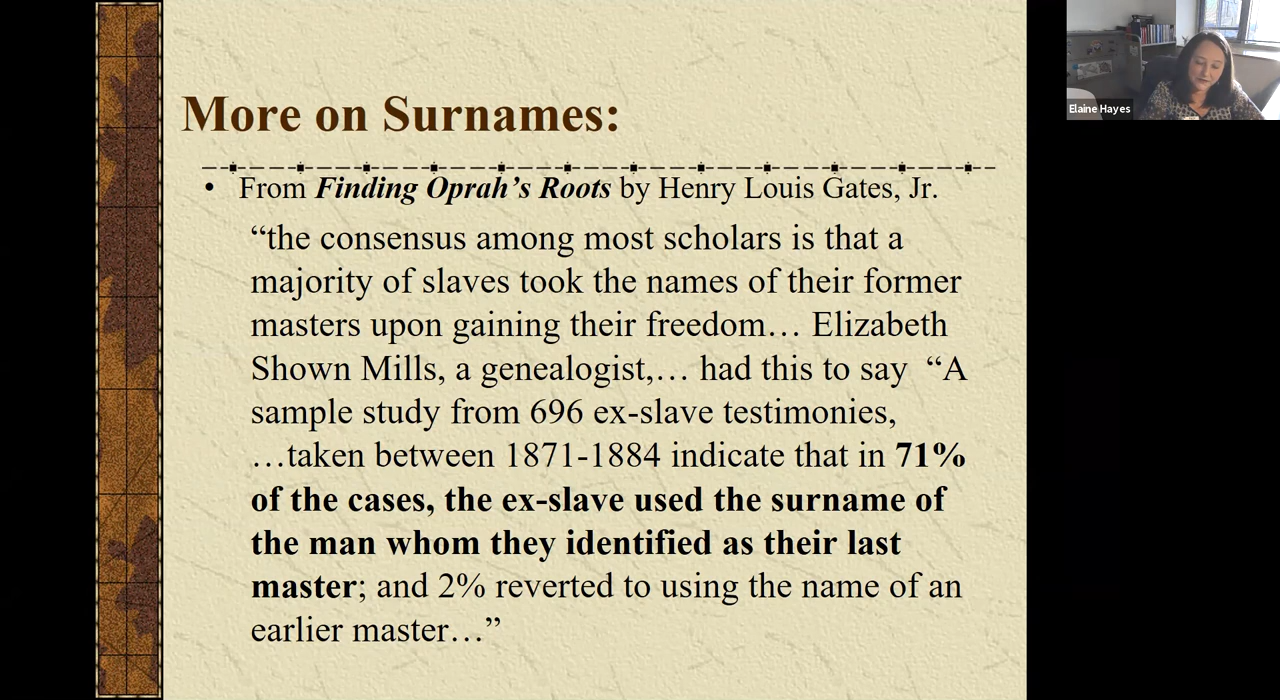 More on Surnames:
• From Finding Oprah’s Roots by Henry Louis Gates, Jr.
“the consensus among most scholars is that a
majority of slaves took the names of their former
masters upon gaining their freedom… Elizabeth
Shown Mills, a genealogist,… had this to say  “A
sample study from 696 ex-slave testimonies,
…taken between 1871-1884 indicate that in 71%
of the cases, the ex-slave used the surname of
the man whom they identified as their last
master; and 2% reverted to using the name of an
earlier master…”
Elaine Hayes